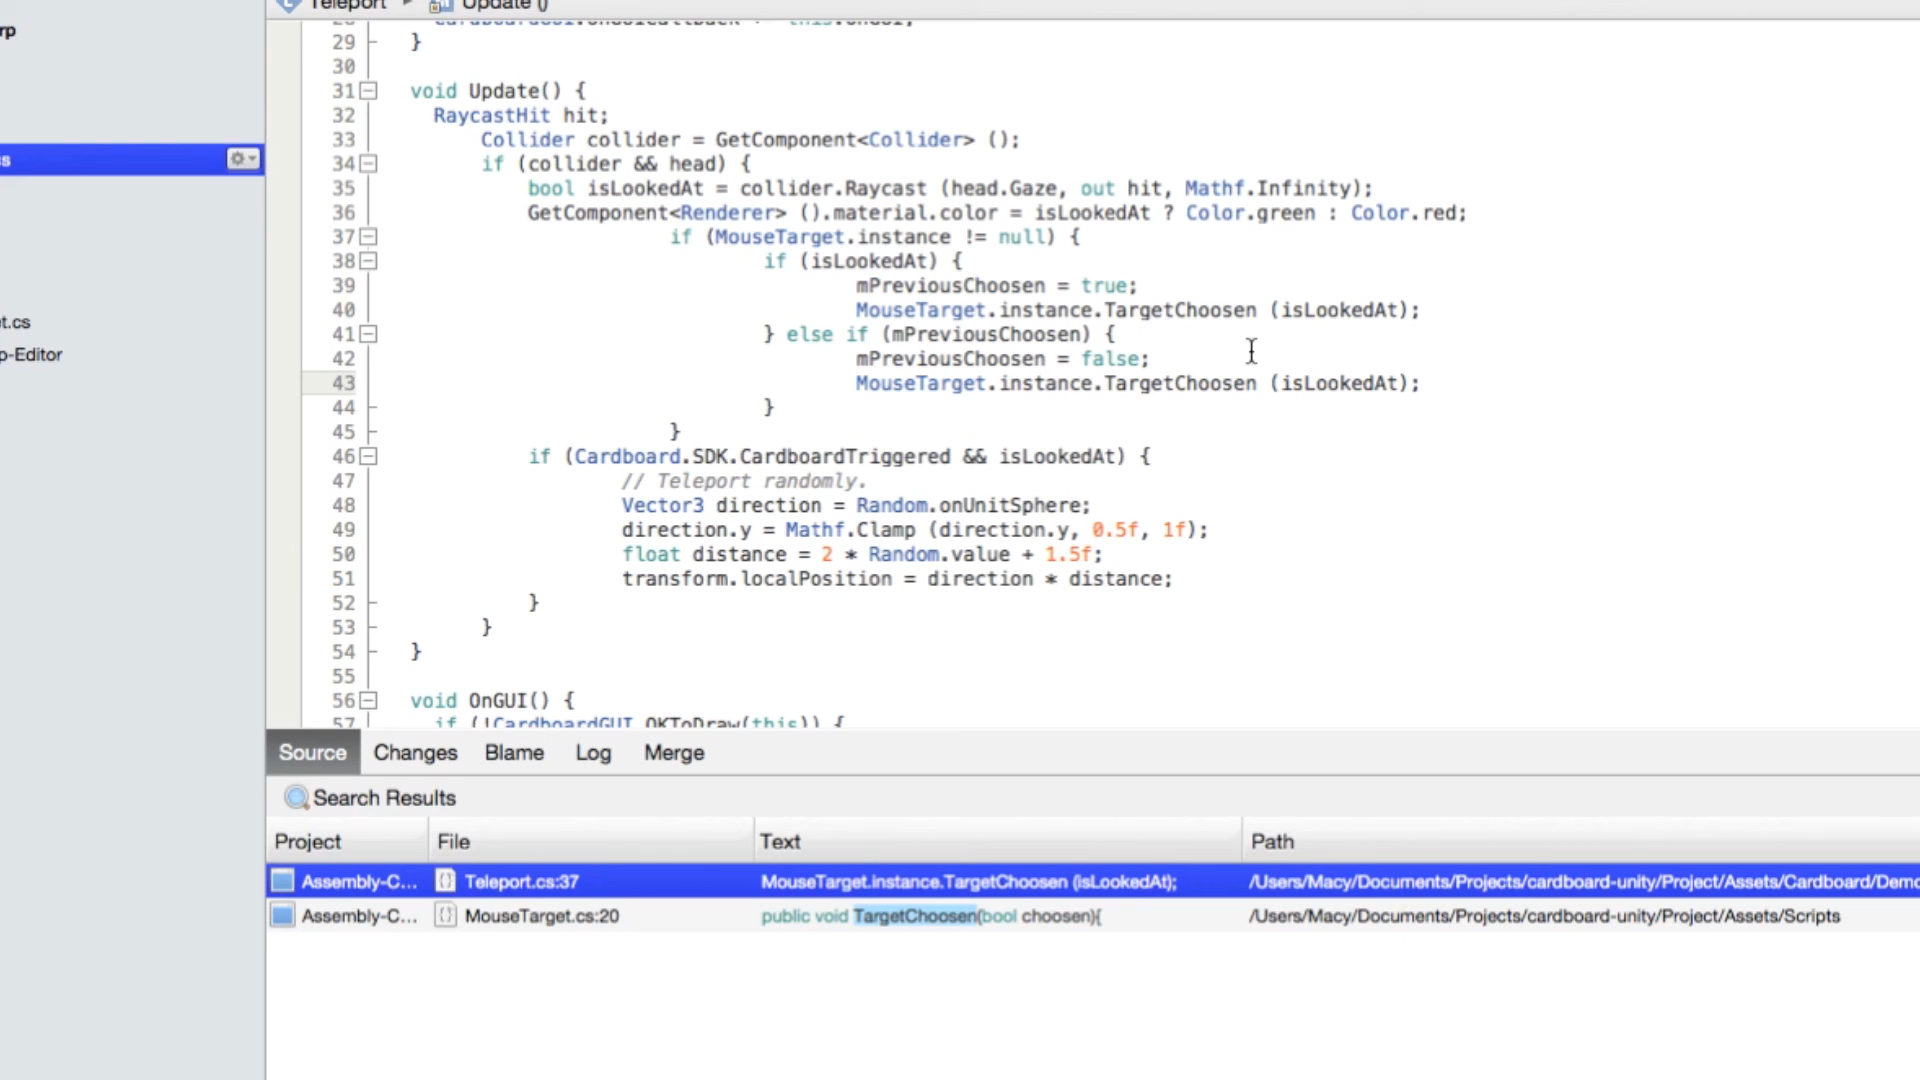 Teleport ▸ Update ()
rp
29 }
30
31 void Update() {
32 RaycastHit hit;
33 Collider collider = GetComponent<Collider> ();
s
34 if (collider && head) {
35 bool isLookedAt = collider.Raycast (head.Gaze, out hit, Mathf.Infinity);
36 GetComponent<Renderer> ().material.color = isLookedAt ? Color.green : Color.red;
37 if (MouseTarget.instance != null) {
38 if (isLookedAt) {
39 mPreviousChoosen = true;
40 MouseTarget.instance.TargetChoosen (isLookedAt);
t.cs
41 } else if (mPreviousChoosen) {
p-Editor
42 mPreviousChoosen = false;
43 MouseTarget.instance.TargetChoosen (isLookedAt);
44 }
45 }
46 if (Cardboard.SDK.CardboardTriggered && isLookedAt) {
47 // Teleport randomly.
48 Vector3 direction = Random.onUnitSphere;
49 direction.y = Mathf.Clamp (direction.y, 0.5f, 1f);
50 float distance = 2 * Random.value + 1.5f;
51 transform.localPosition = direction * distance;
52 }
53 }
54 }
55
56 void OnGUI() {
57 if (!CardboardGUI.OKToDraw(this)) {
Source Changes Blame Log Merge
Search Results
Project File Text Path
Assembly-C... Teleport.cs:37 MouseTarget.instance.TargetChoosen (isLookedAt); /Users/Macy/Documents/Projects/cardboard-unity/Project/Assets/Cardboard/Demo
Assembly-C... MouseTarget.cs:20 public void TargetChoosen(bool choosen){ /Users/Macy/Documents/Projects/cardboard-unity/Project/Assets/Scripts